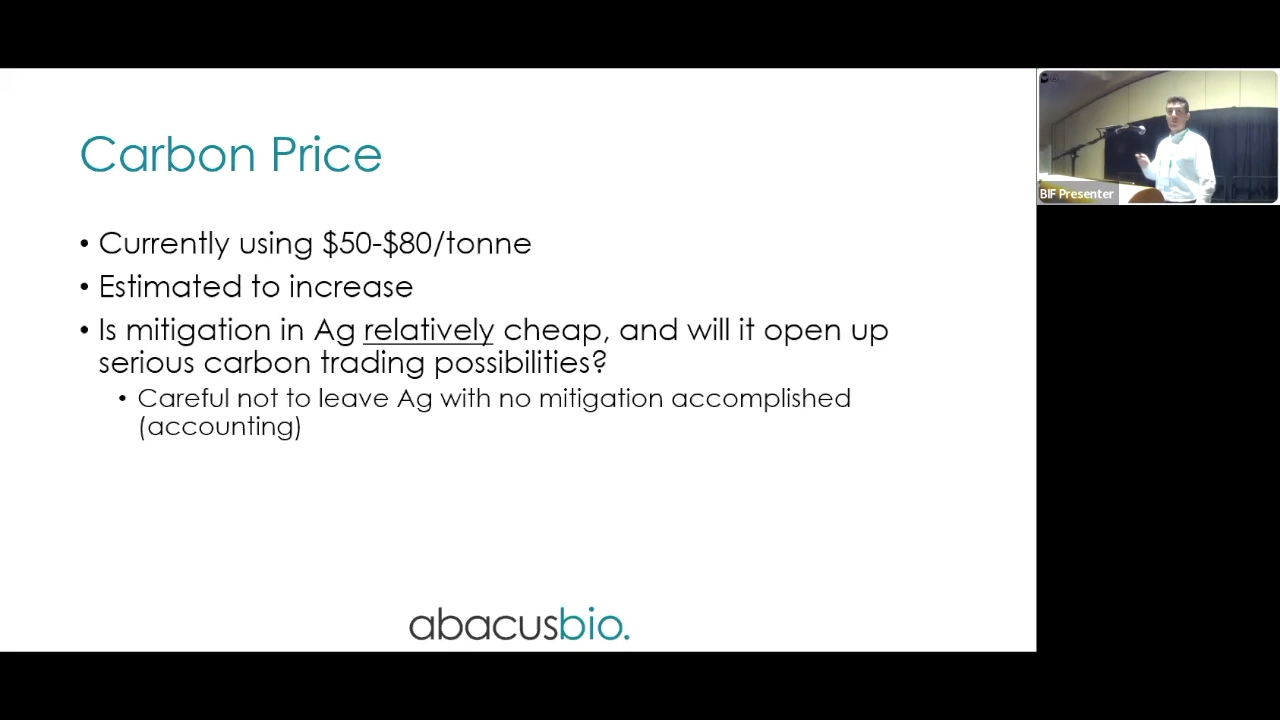 Carbon Price
• Currently using $50-$80/tonne
• Estimated to increase
• Is mitigation in Ag relatively cheap, and will it open up
serious carbon trading possibilities?
• Careful not to leave Ag with no mitigation accomplished
(accounting)
abacusbio.
BIF Presenter